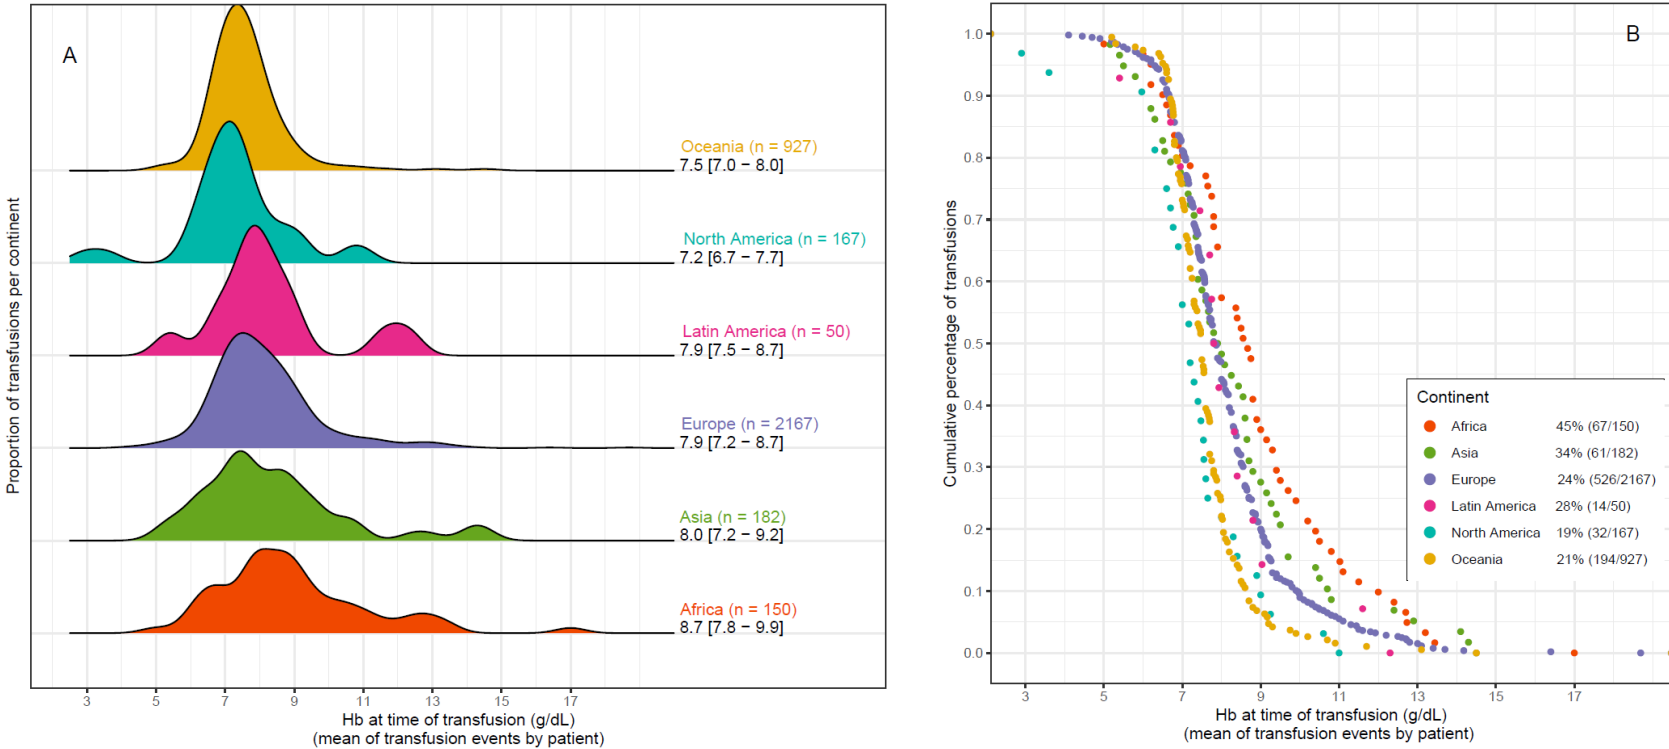 A
Proportion of transfusions per continent
Oceania (n = 927)
7.5 [7.0 − 8.0]
North America (n = 167)
7.2 [6.7 − 7.7]
Latin America (n = 50)
7.9 [7.5 − 8.7]
Europe (n = 2167)
7.9 [7.2 − 8.7]
Asia (n = 182)
8.0 [7.2 − 9.2]
Africa (n = 150)
8.7 [7.8 − 9.9]
3 5 7 9 11 13 15 17
Hb at time of transfusion (g/dL)
(mean of transfusion events by patient)
B
Cumulative percentage of transfusions
1.0
0.9
0.8
0.7
0.6
0.5
0.4
0.3
0.2
0.1
0.0
Continent
Africa 45% (67/150)
Asia 34% (61/182)
Europe 24% (526/2167)
Latin America 28% (14/50)
North America 19% (32/167)
Oceania 21% (194/927)
3 5 7 9 11 13 15 17
Hb at time of transfusion (g/dL)
(mean of transfusion events by patient)